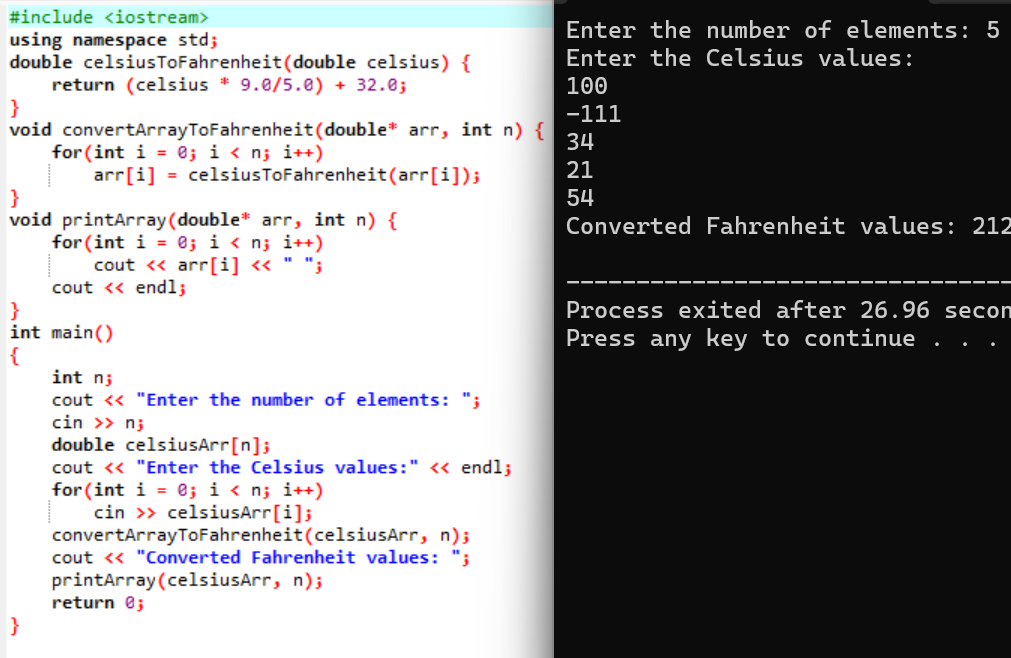 #include <iostream>
using namespace std;
double celsiusToFahrenheit(double celsius) {
    return (celsius * 9.0/5.0) + 32.0;
}
void convertArrayToFahrenheit(double* arr, int n) {
    for(int i = 0; i < n; i++)
        arr[i] = celsiusToFahrenheit(arr[i]);
}
void printArray(double* arr, int n) {
    for(int i = 0; i < n; i++)
        cout << arr[i] << " ";
    cout << endl;
}
int main()
{
    int n;
    cout << "Enter the number of elements: ";
    cin >> n;
    double celsiusArr[n];
    cout << "Enter the Celsius values:" << endl;
    for(int i = 0; i < n; i++)
        cin >> celsiusArr[i];
    convertArrayToFahrenheit(celsiusArr, n);
    cout << "Converted Fahrenheit values: ";
    printArray(celsiusArr, n);
    return 0;
}
Enter the number of elements: 5
Enter the Celsius values:
100
-111
34
21
54
Converted Fahrenheit values: 212
--------------------------------
Process exited after 26.96 secon
Press any key to continue . . .